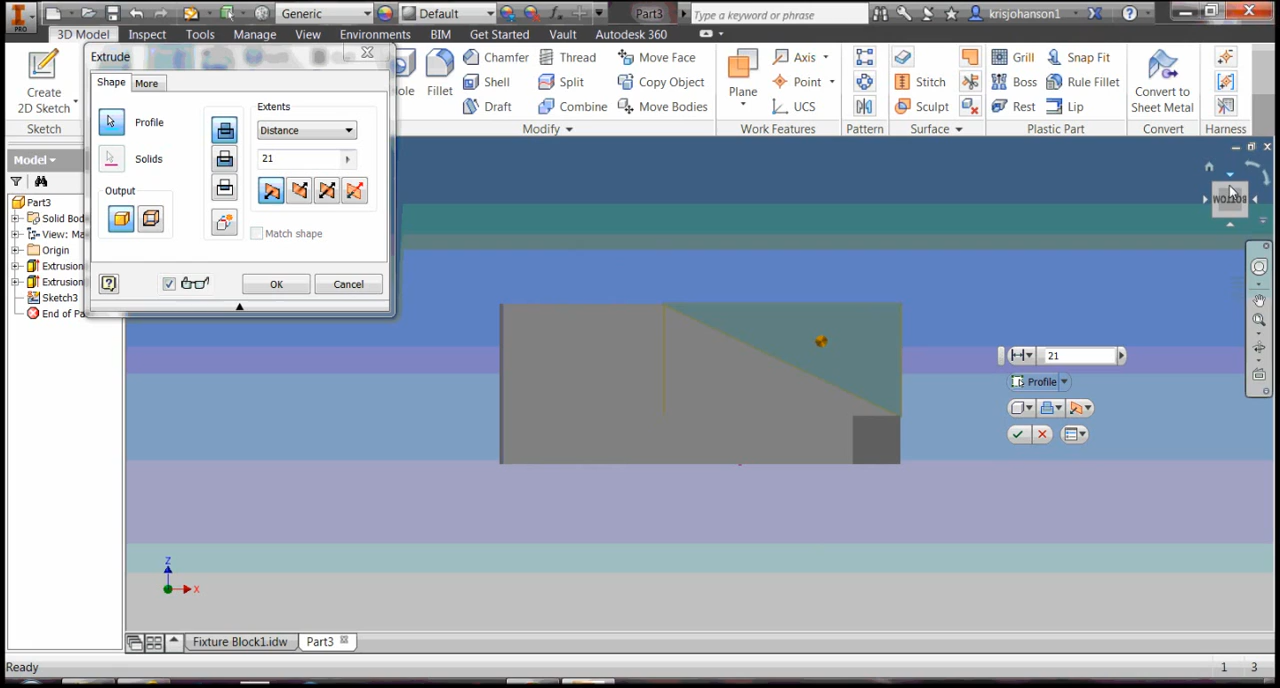 PRO
Generic
Default
Part3
Type a keyword or phrase
krisjohanson1
3D Model
Inspect
Tools
Manage
View
Environments
BIM
Get Started
Vault
Autodesk 360
Create
2D Sketch
Sketch
Hole
Fillet
Chamfer
Shell
Draft
Thread
Split
Combine
Move Face
Copy Object
Move Bodies
Modify
Plane
Axis
Point
UCS
Work Features
Pattern
Stitch
Sculpt
Surface
Grill
Boss
Rest
Snap Fit
Rule Fillet
Lip
Plastic Part
Convert to
Sheet Metal
Convert
Harness
Extrude
Shape
More
Profile
Solids
Output
Extents
Distance
21
Match shape
OK
Cancel
Model
Part3
Solid Bod
View: Ma
Origin
Extrusion
Extrusion
Sketch3
End of Pa
BOTTOM
21
Profile
Z
X
Fixture Block1.idw
Part3
Ready
1
3